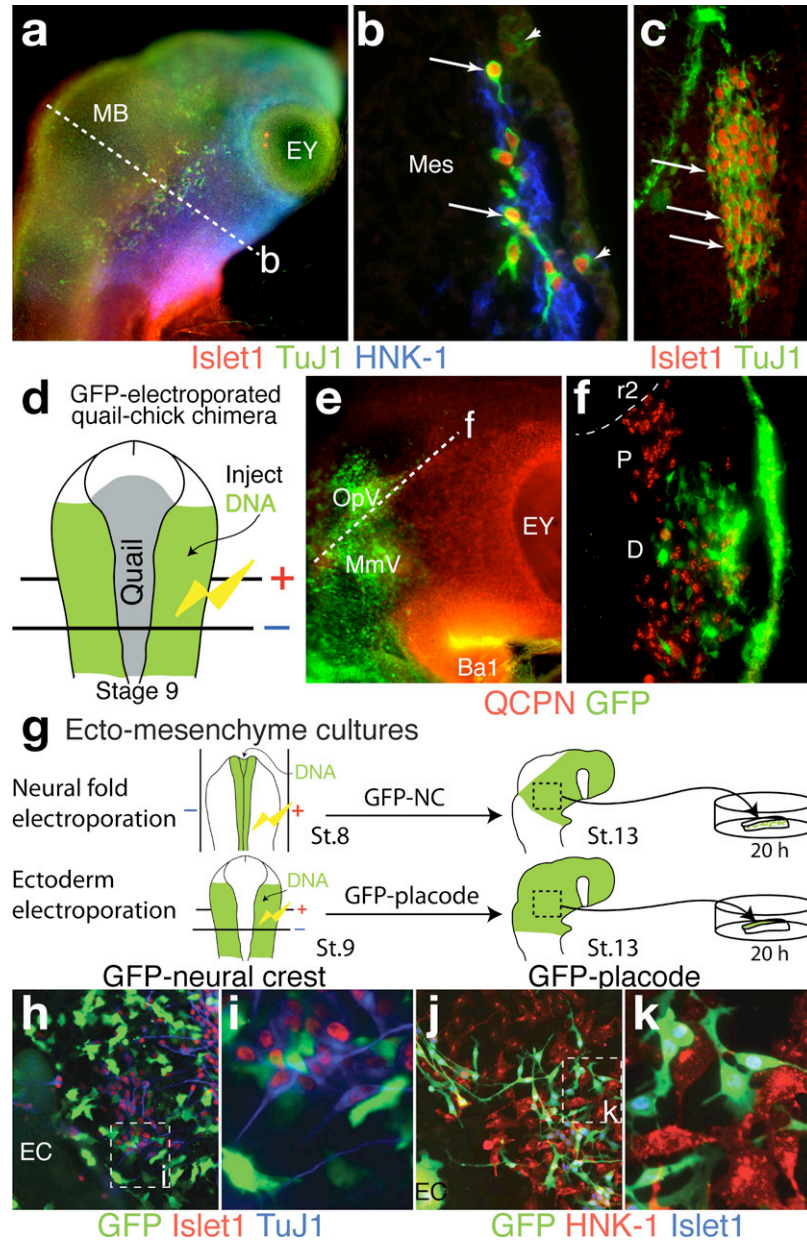 a
MB
EY
b
b
Mes
c
Islet1 TuJ1 HNK-1
Islet1 TuJ1
d
GFP-electroporated
quail-chick chimera
Inject
DNA
Quail
+
−
Stage 9
e
f
OpV
MmV
EY
Ba1
f
r2
P
D
QCPN GFP
g Ecto-mesenchyme cultures
Neural fold
electroporation
DNA
−
+
St.8
GFP-NC
St.13
20 h
Ectoderm
electroporation
DNA
+
−
St.9
GFP-placode
St.13
20 h
GFP-neural crest
GFP-placode
h
EC
i
i
j
k
EC
k
GFP Islet1 TuJ1
GFP HNK-1 Islet1